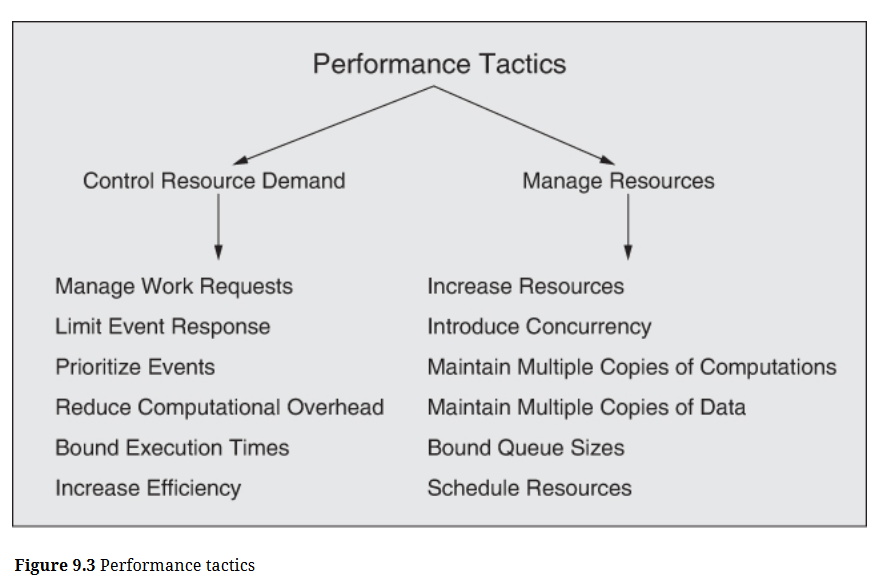 Performance Tactics
Control Resource Demand
Manage Resources
Manage Work Requests
Limit Event Response
Prioritize Events
Reduce Computational Overhead
Bound Execution Times
Increase Efficiency
Increase Resources
Introduce Concurrency
Maintain Multiple Copies of Computations
Maintain Multiple Copies of Data
Bound Queue Sizes
Schedule Resources
Figure 9.3 Performance tactics